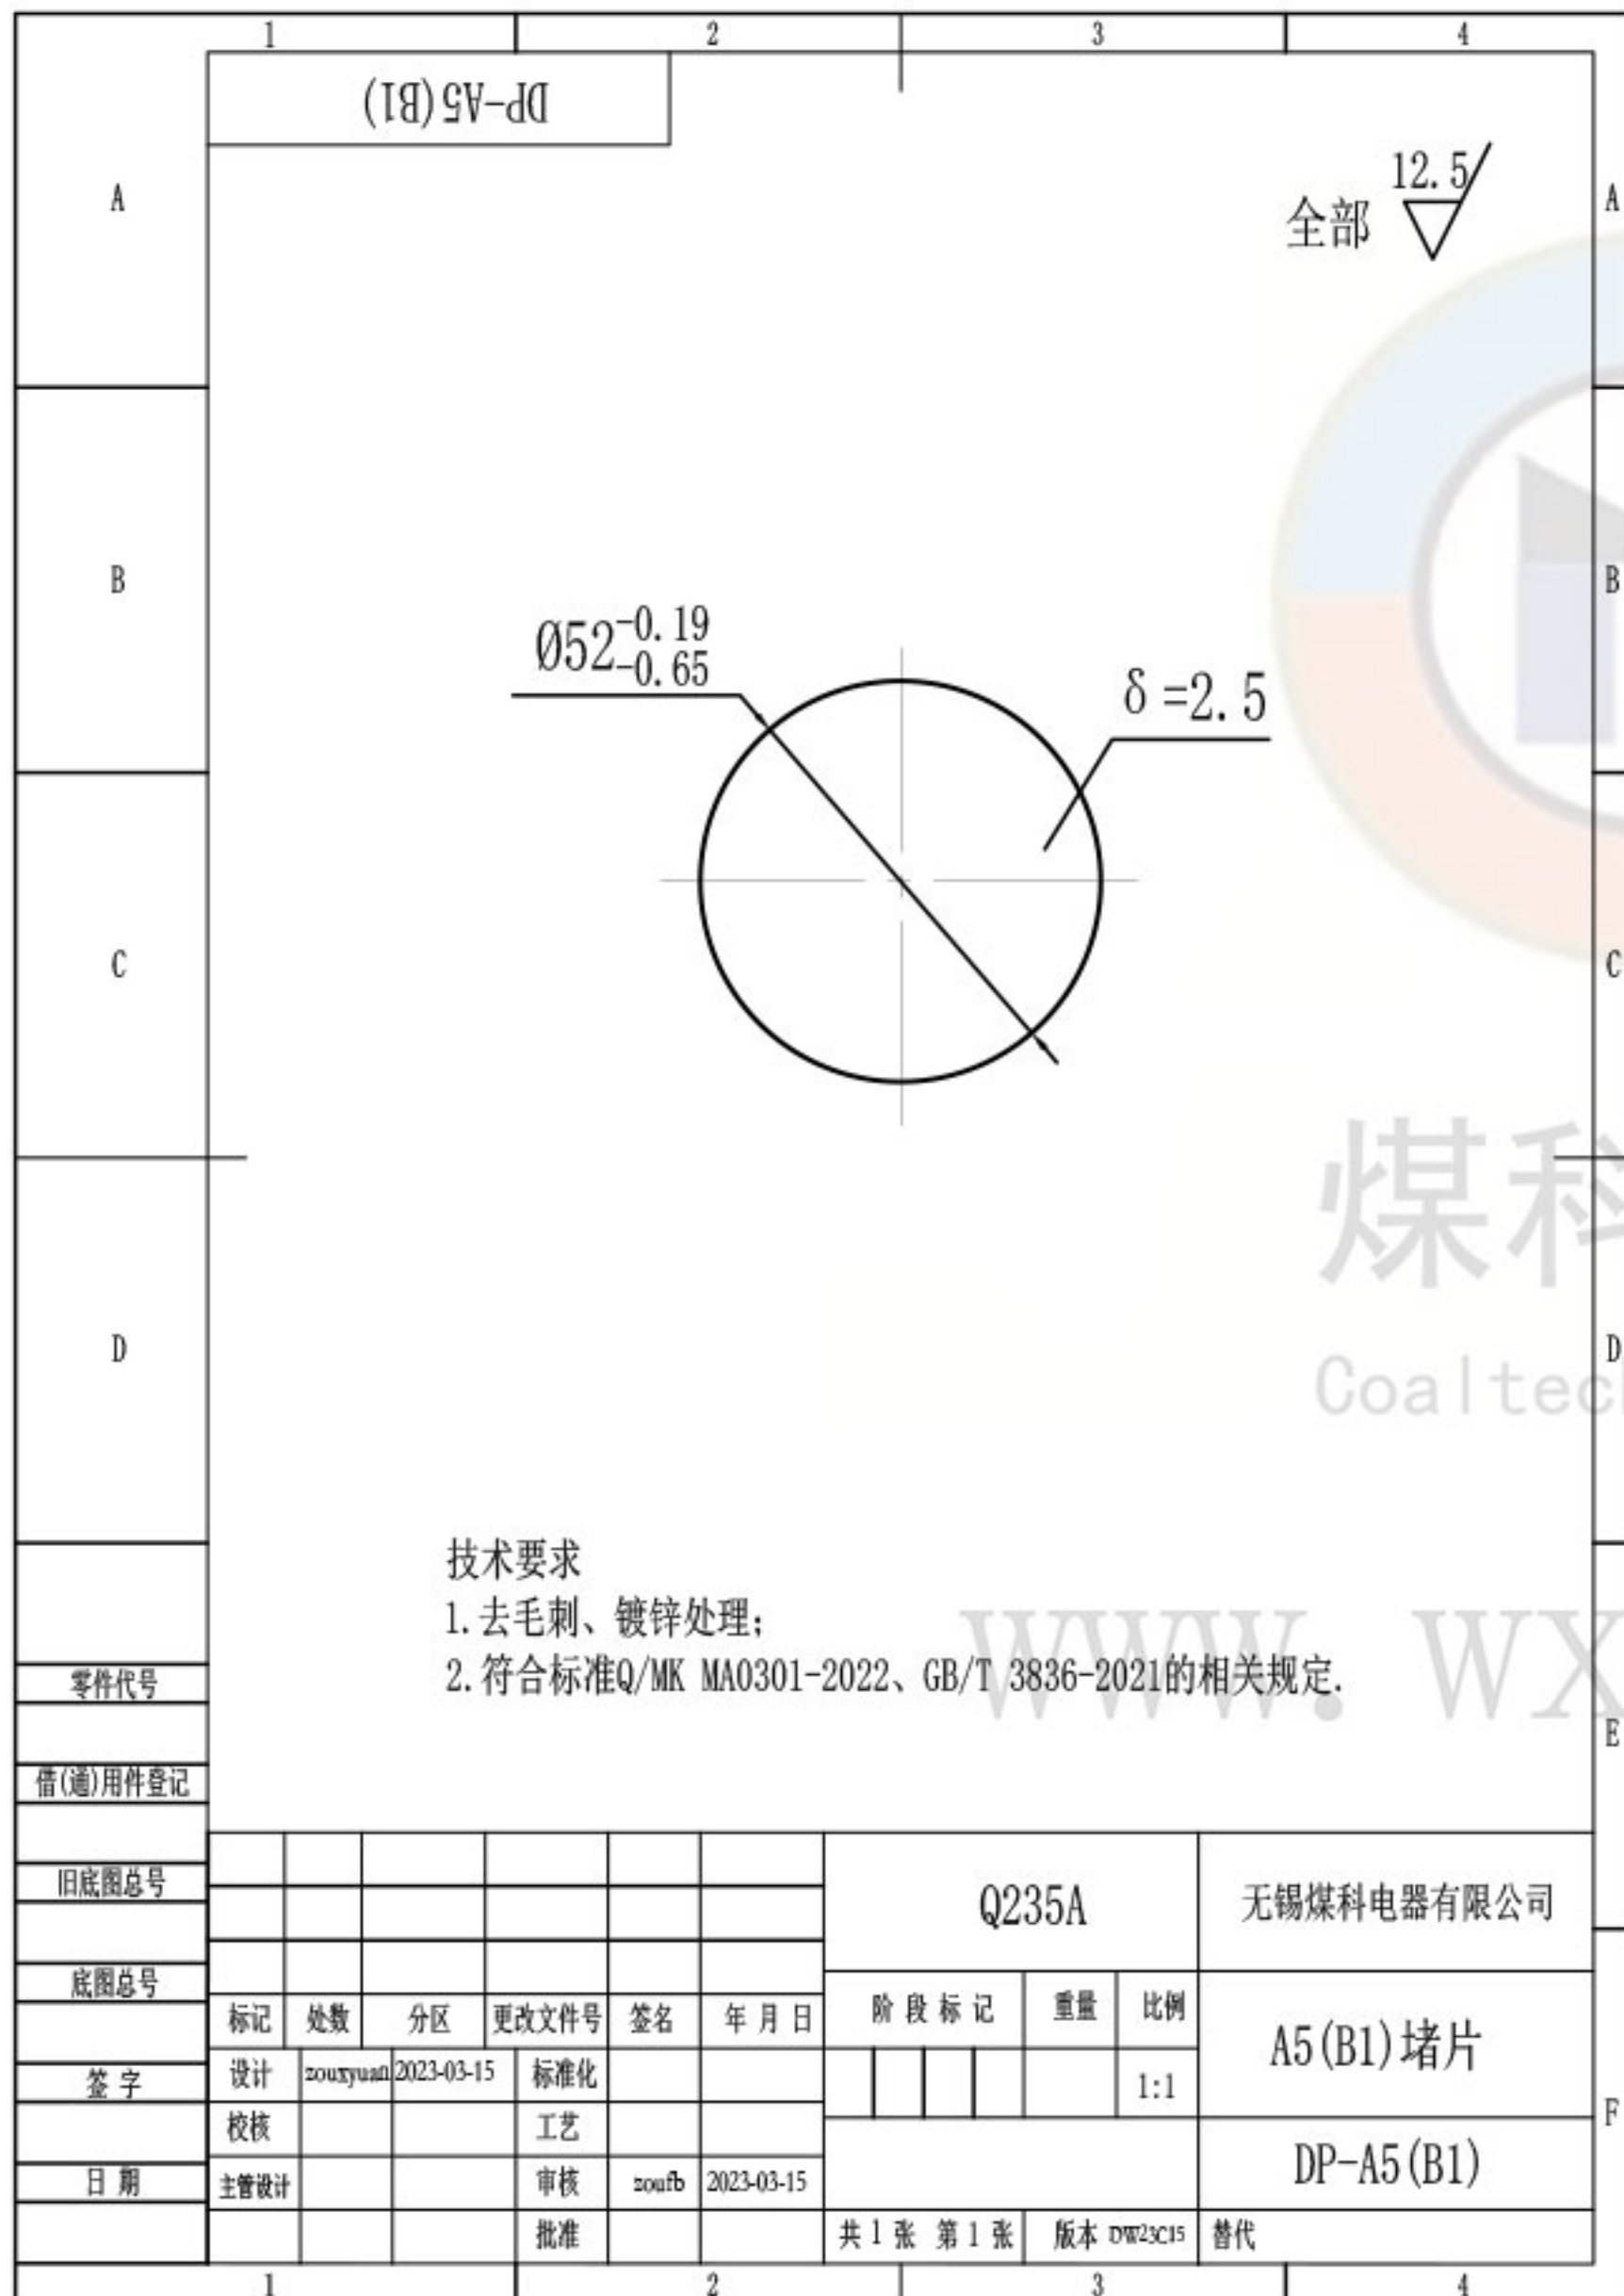 1 2 3 4
DP-A5(B1)
A A
全部 12.5
B B
Ø52 -0.19
-0.65
δ=2.5
C C
煤科
D D
Coaltech
技术要求
1.去毛刺、镀锌处理;
2.符合标准Q/MK MA0301-2022、GB/T 3836-2021的相关规定.
WWW. WX
E
零件代号
借(通)用件登记
旧底图总号
底图总号
签字
日期
Q235A
无锡煤科电器有限公司
标记 处数 分区 更改文件号 签名 年月日
阶段标记 重量 比例
A5(B1)堵片
设计 zouxyuan 2023-03-15 标准化
1:1
F
校核 工艺
主管设计 审核 zoufb 2023-03-15
DP-A5(B1)
批准
共1张 第1张 版本 DW23C15 替代
1 2 3 4